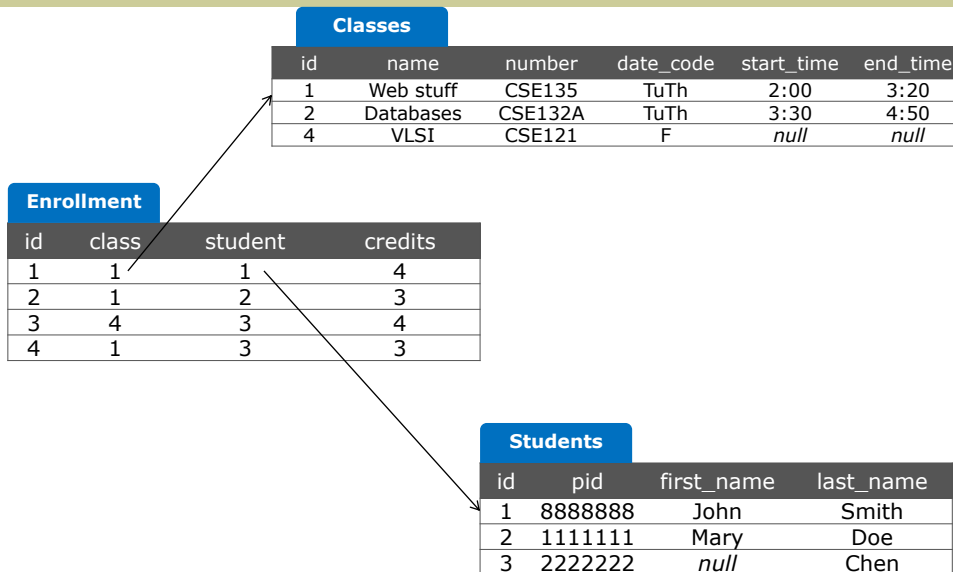 Classes
id name number date_code start_time end_time
1 Web stuff CSE135 TuTh 2:00 3:20
2 Databases CSE132A TuTh 3:30 4:50
4 VLSI CSE121 F null null
Enrollment
id class student credits
1 1 1 4
2 1 2 3
3 4 3 4
4 1 3 3
Students
id pid first_name last_name
1 8888888 John Smith
2 1111111 Mary Doe
3 2222222 null Chen